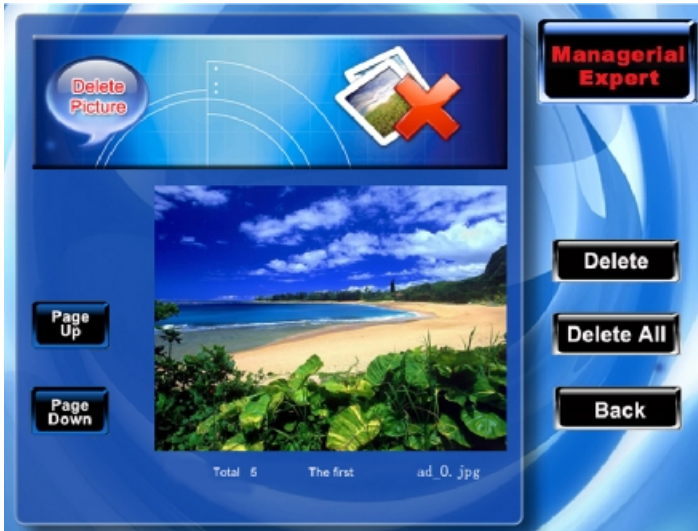 Delete
Picture
Managerial
Expert
Page
Up
Page
Down
Delete
Delete All
Back
Total 5 The first ad_0. jpg